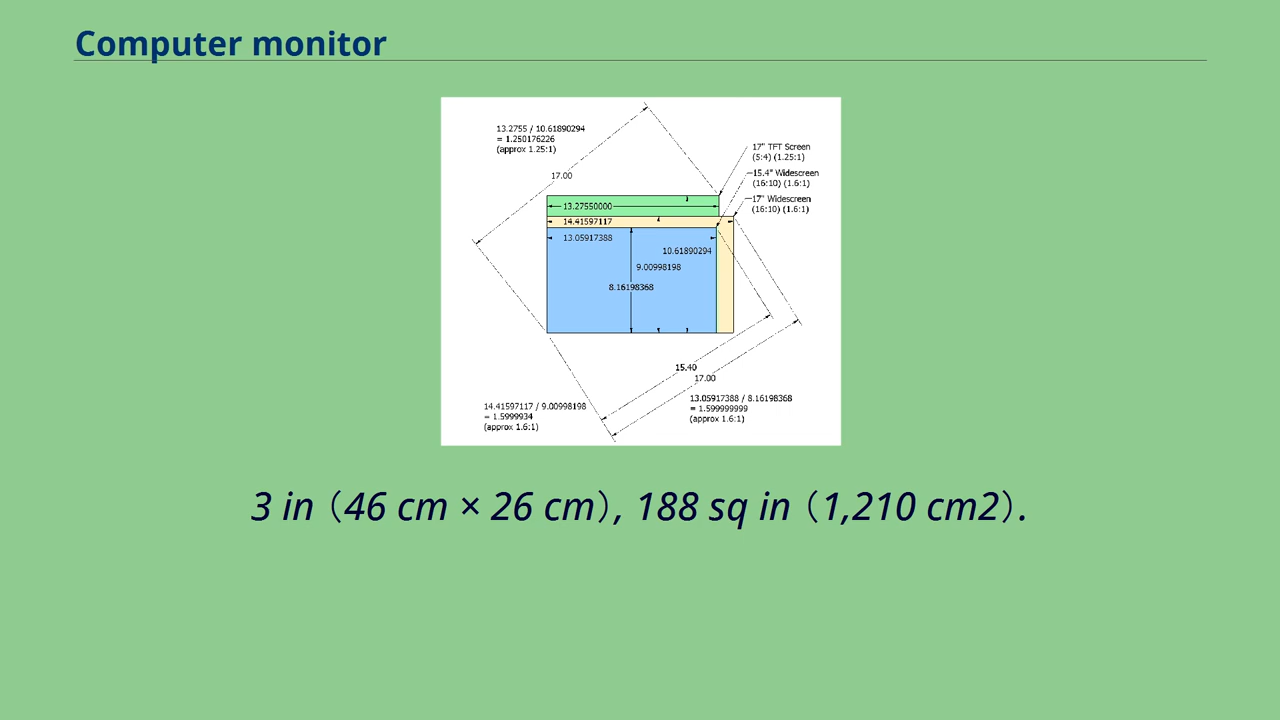 Computer monitor
13.2755 / 10.61890294
= 1.250176226
(approx 1.25:1)
17" TFT Screen
(5:4) (1.25:1)
15.4" Widescreen
(16:10) (1.6:1)
17" Widescreen
(16:10) (1.6:1)
17.00
13.27550000
14.41597117
13.05917388
10.61890294
9.00998198
8.16198368
15.40
17.00
14.41597117 / 9.00998198
= 1.5999934
(approx 1.6:1)
13.05917388 / 8.16198368
= 1.599999999
(approx 1.6:1)
3 in (46 cm × 26 cm), 188 sq in (1,210 cm2).